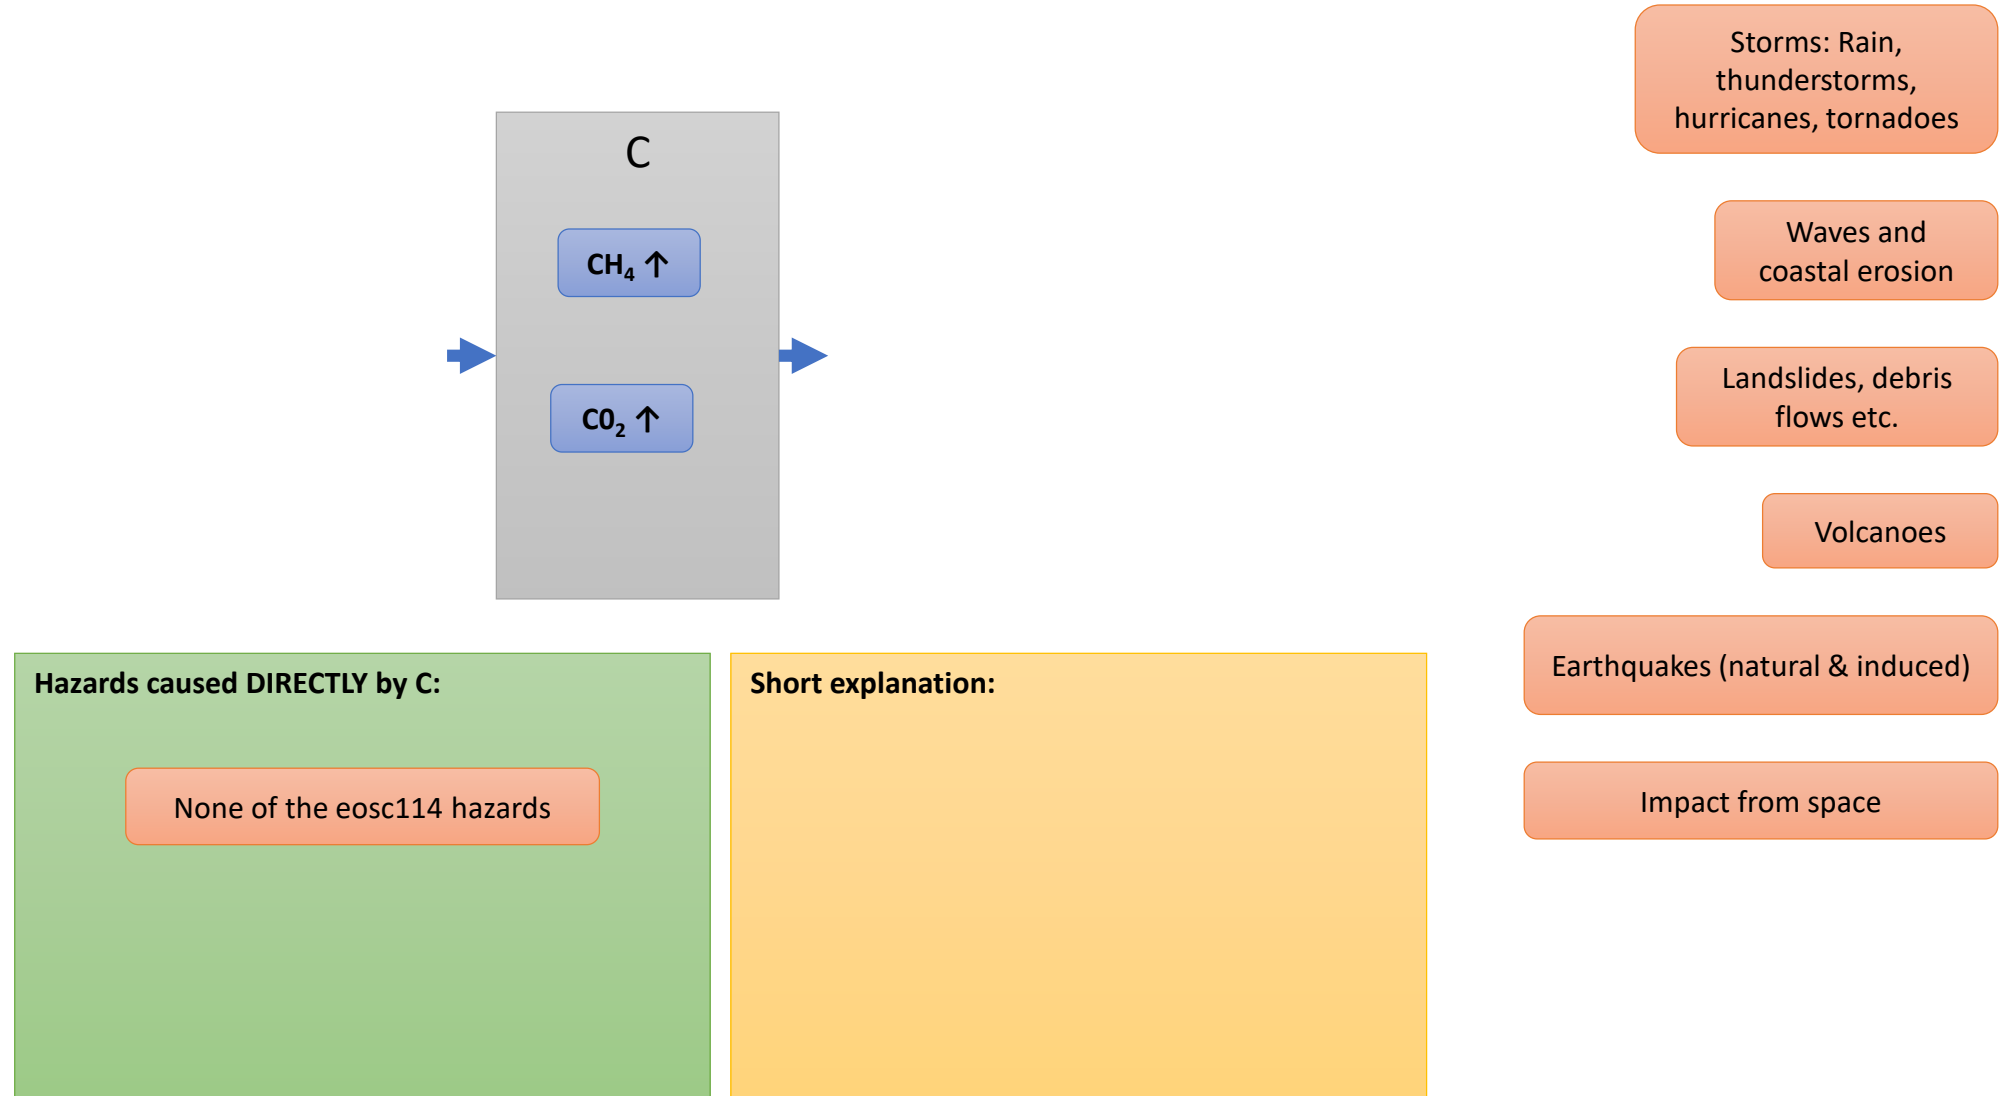 C
CH₄ ↑
C0₂ ↑
Hazards caused DIRECTLY by C:
None of the eosc114 hazards
Short explanation:
Storms: Rain,
thunderstorms,
hurricanes, tornadoes
Waves and
coastal erosion
Landslides, debris
flows etc.
Volcanoes
Earthquakes (natural & induced)
Impact from space